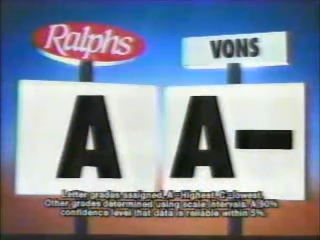 Ralphs
VONS
A
A-
Letter grades assigned, A=Highest, C=lowest.
Other grades determined using scale intervals. A 90%
confidence level that data is reliable within 5%.